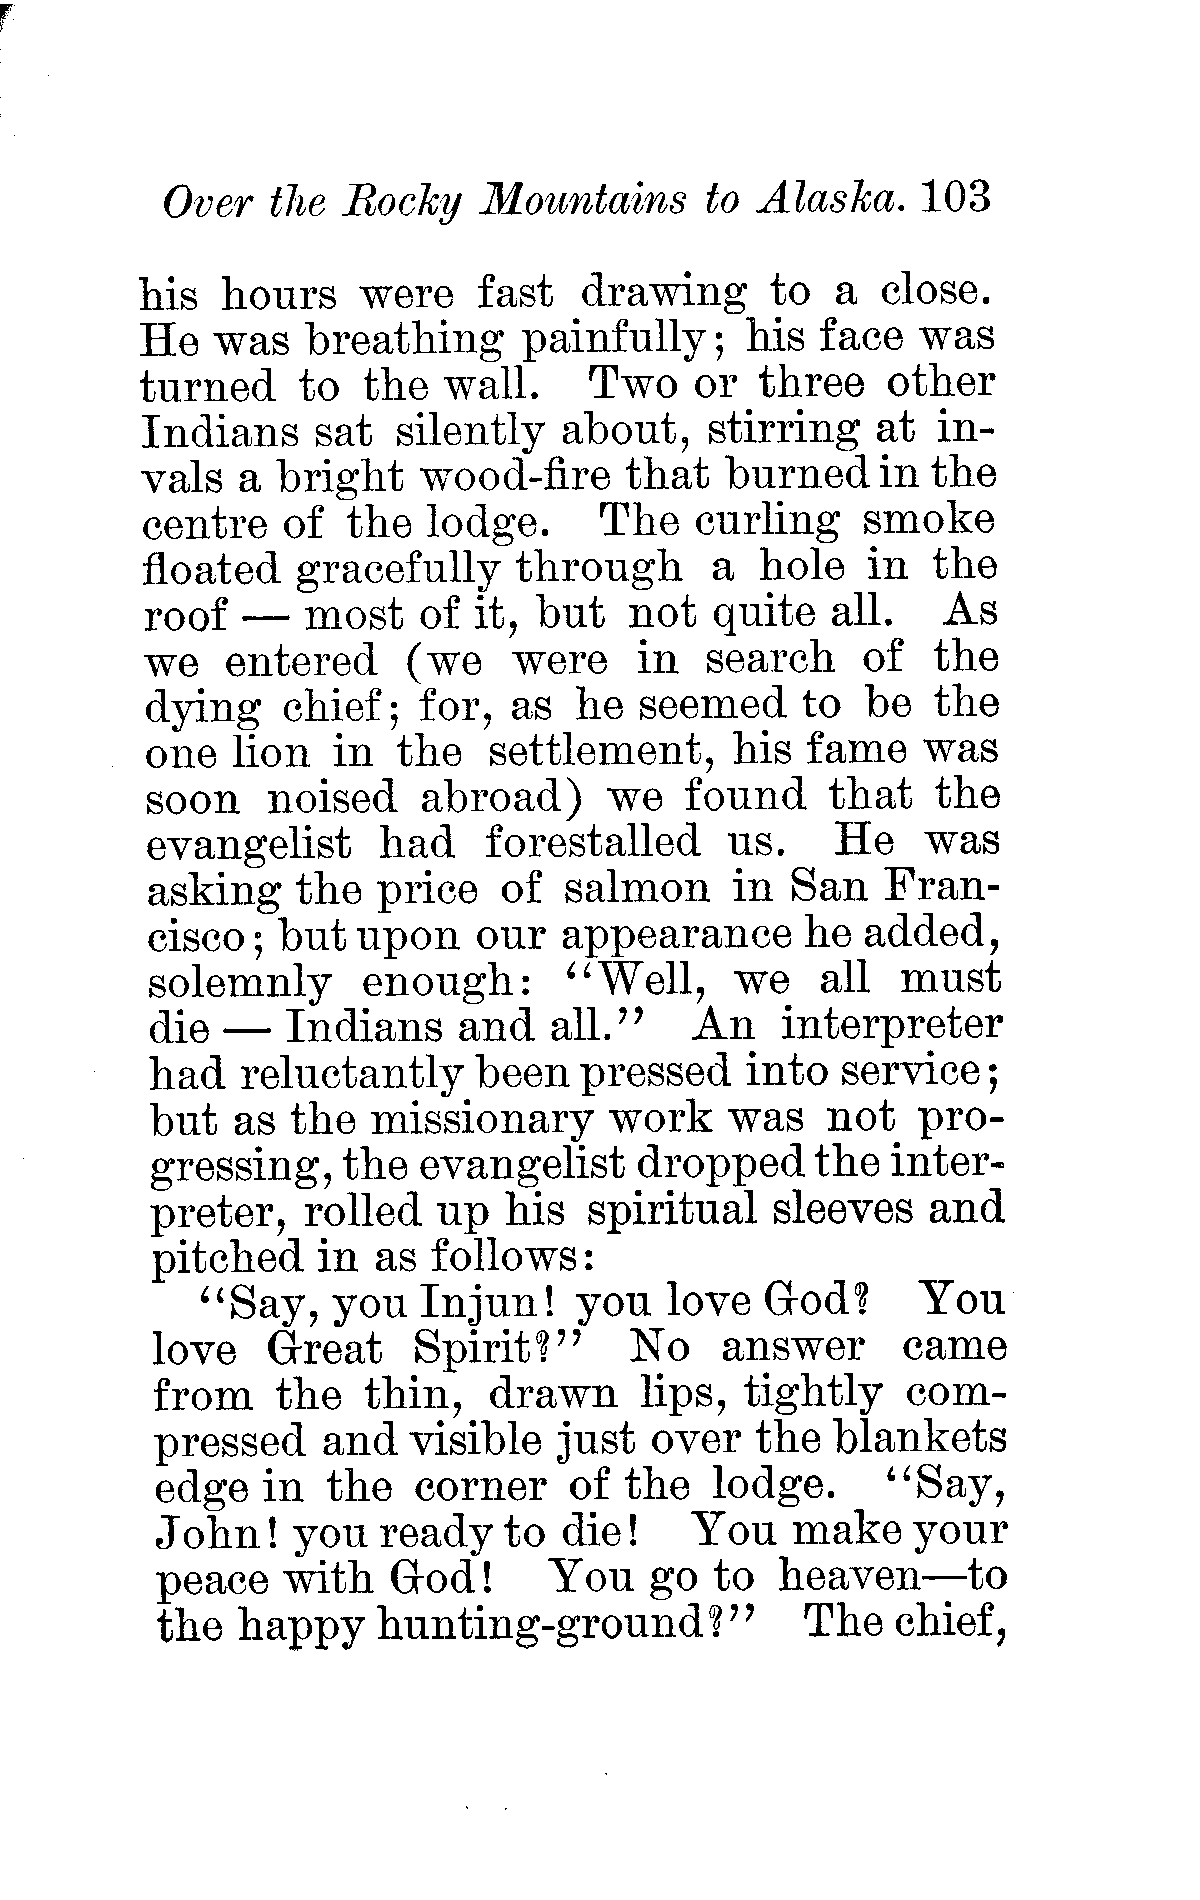 Over the Rocky Mountains to Alaska. 103
his hours were fast drawing to a close.
He was breathing painfully; his face was
turned to the wall. Two or three other
Indians sat silently about, stirring at in-
vals a bright wood-fire that burned in the
centre of the lodge. The curling smoke
floated gracefully through a hole in the
roof — most of it, but not quite all. As
we entered (we were in search of the
dying chief; for, as he seemed to be the
one lion in the settlement, his fame was
soon noised abroad) we found that the
evangelist had forestalled us. He was
asking the price of salmon in San Fran-
cisco; but upon our appearance he added,
solemnly enough: “Well, we all must
die — Indians and all.” An interpreter
had reluctantly been pressed into service;
but as the missionary work was not pro-
gressing, the evangelist dropped the inter-
preter, rolled up his spiritual sleeves and
pitched in as follows:
“Say, you Injun! you love God? You
love Great Spirit?” No answer came
from the thin, drawn lips, tightly com-
pressed and visible just over the blankets
edge in the corner of the lodge. “Say,
John! you ready to die! You make your
peace with God! You go to heaven—to
the happy hunting-ground?” The chief,